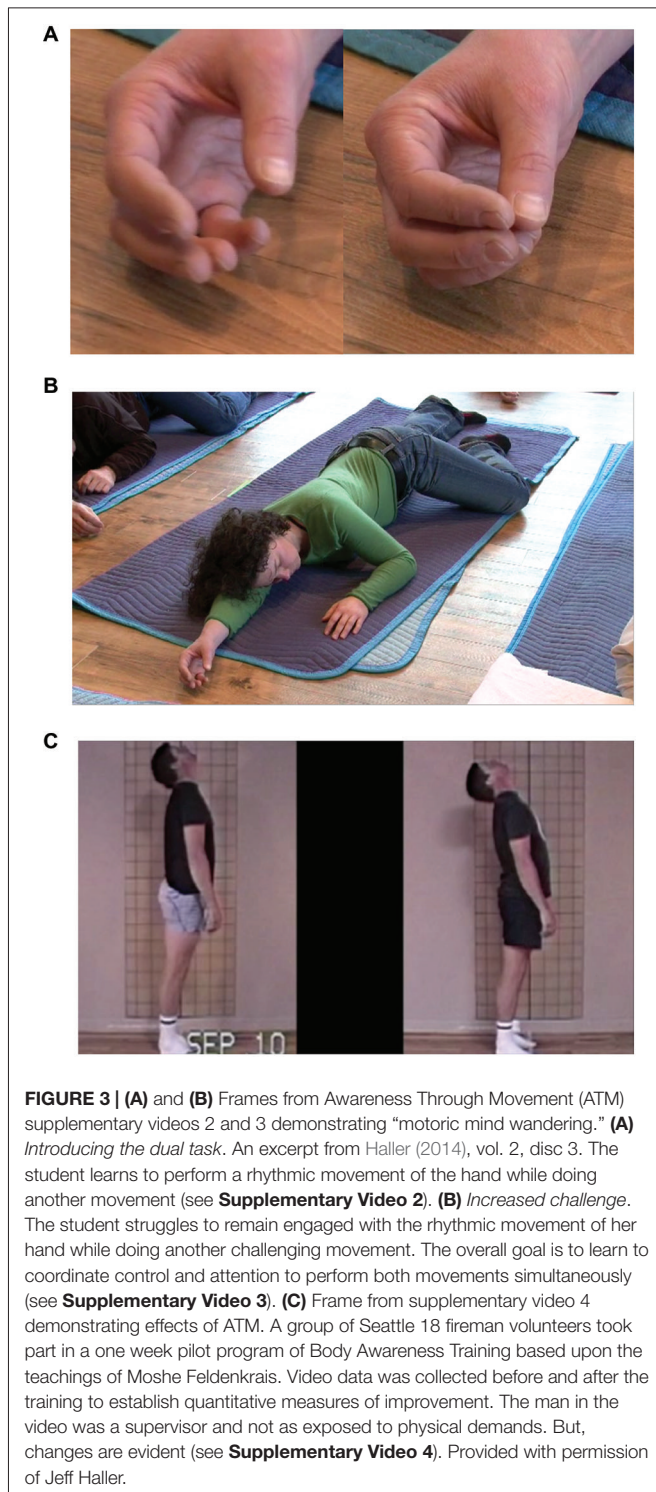 A
B
C
SEP 10
FIGURE 3 | (A) and (B) Frames from Awareness Through Movement (ATM)
supplementary videos 2 and 3 demonstrating “motoric mind wandering.” (A)
Introducing the dual task. An excerpt from Haller (2014), vol. 2, disc 3. The
student learns to perform a rhythmic movement of the hand while doing
another movement (see Supplementary Video 2). (B) Increased challenge.
The student struggles to remain engaged with the rhythmic movement of her
hand while doing another challenging movement. The overall goal is to learn to
coordinate control and attention to perform both movements simultaneously
(see Supplementary Video 3). (C) Frame from supplementary video 4
demonstrating effects of ATM. A group of Seattle 18 fireman volunteers took
part in a one week pilot program of Body Awareness Training based upon the
teachings of Moshe Feldenkrais. Video data was collected before and after the
training to establish quantitative measures of improvement. The man in the
video was a supervisor and not as exposed to physical demands. But,
changes are evident (see Supplementary Video 4). Provided with permission
of Jeff Haller.